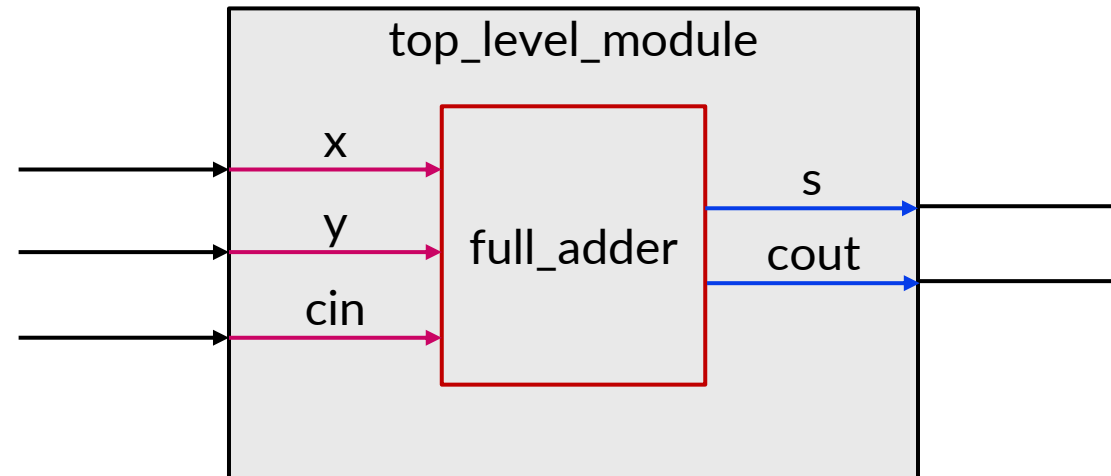 top_level_module
x
y
cin
full_adder
s
cout